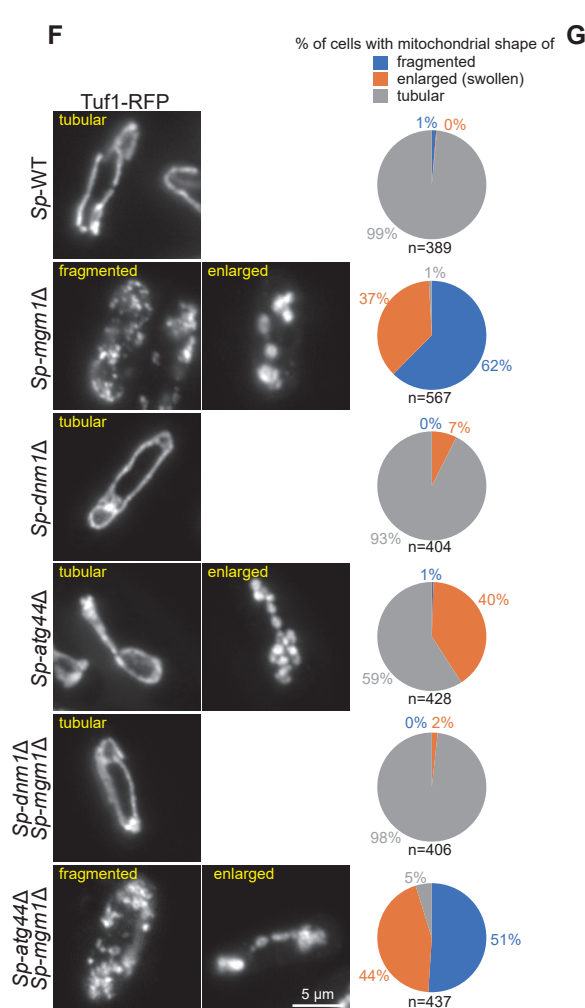 F
G
% of cells with mitochondrial shape of
fragmented
enlarged (swollen)
tubular
Tuf1-RFP
Sp-WT
tubular
1% 0%
99%
n=389
Sp-mgm1Δ
fragmented
enlarged
1%
37%
62%
n=567
Sp-dnm1Δ
tubular
0% 7%
93%
n=404
Sp-atg44Δ
tubular
enlarged
1%
40%
59%
n=428
Sp-dnm1Δ
Sp-mgm1Δ
tubular
0% 2%
98%
n=406
Sp-atg44Δ
Sp-mgm1Δ
fragmented
enlarged
5 µm
5%
51%
44%
n=437